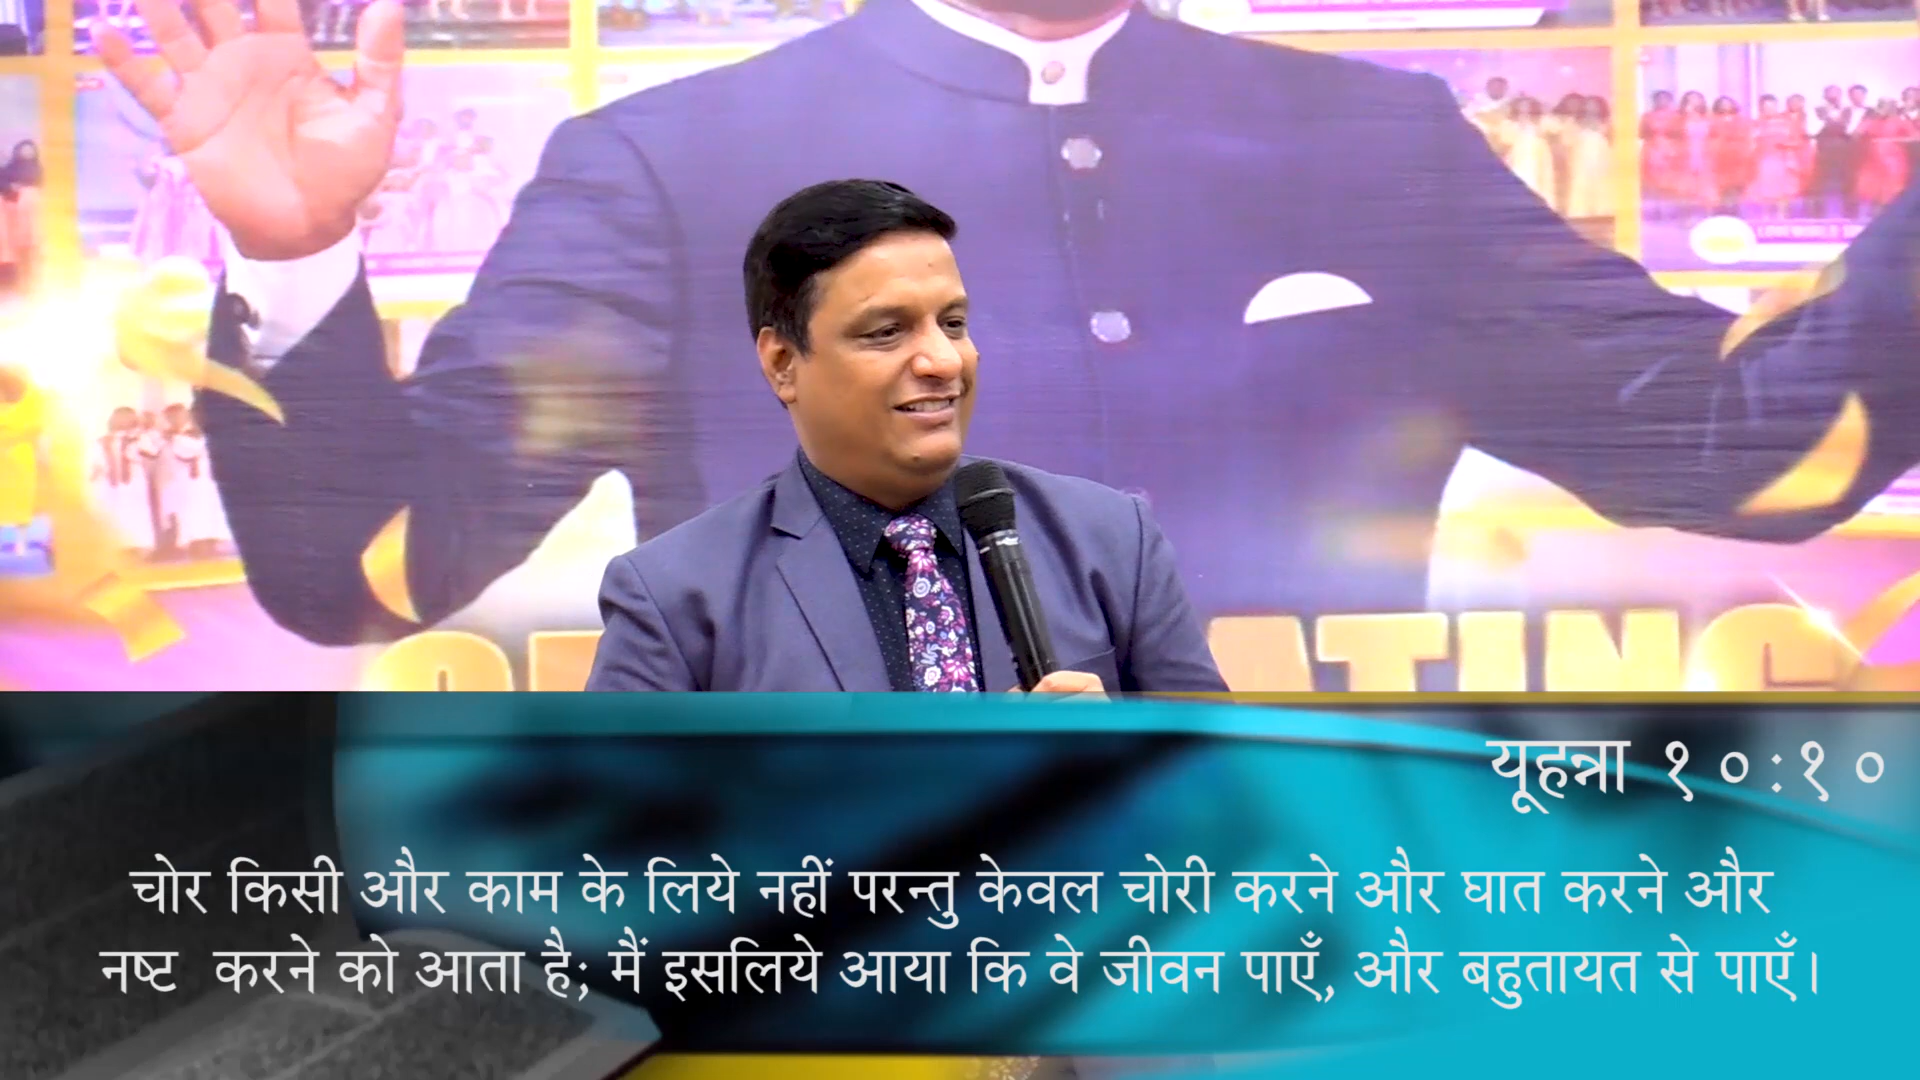 ATING
यूहन्ना १०:१०
चोर किसी और काम के लिये नहीं परन्तु केवल चोरी करने और घात करने और
नष्ट करने को आता है; मैं इसलिये आया कि वे जीवन पाएँ, और बहुतायत से पाएँ।